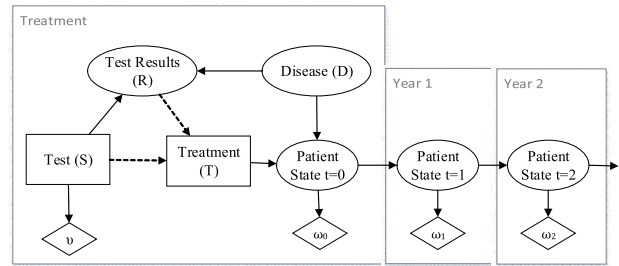 Treatment
Test Results
(R)
Disease (D)
Year 1
Year 2
Test (S)
Treatment
(T)
Patient
State t=0
Patient
State t=1
Patient
State t=2
υ
ω₀
ω₁
ω₂